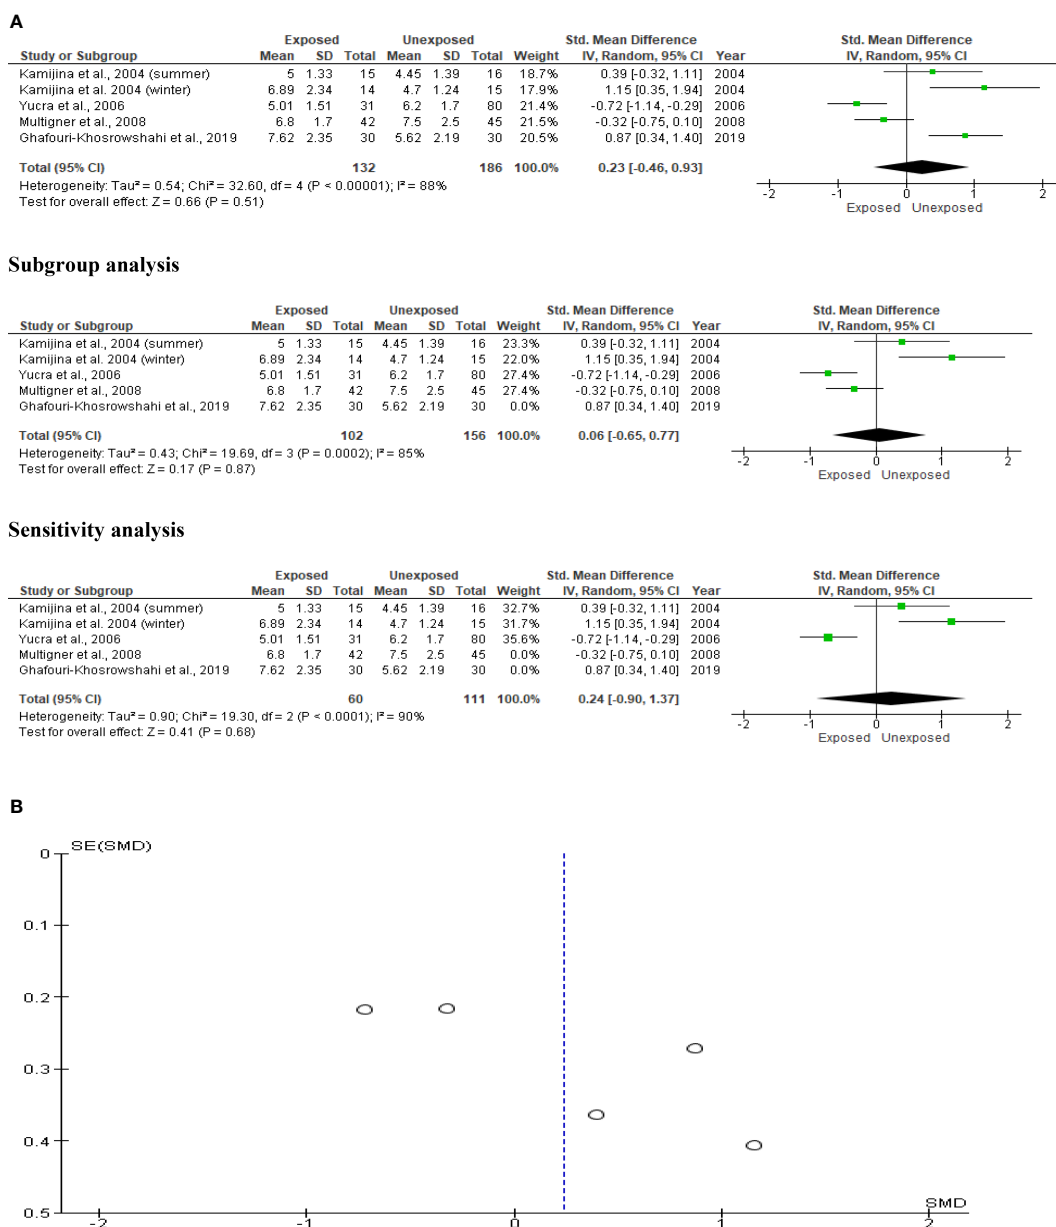 A
Exposed Unexposed Std. Mean Difference Std. Mean Difference
Study or Subgroup Mean SD Total Mean SD Total Weight IV, Random, 95% CI Year IV, Random, 95% CI
Kamijina et al., 2004 (summer) 5 1.33 15 4.45 1.39 16 18.7% 0.39 [-0.32, 1.11] 2004
Kamijina et al. 2004 (winter) 6.89 2.34 14 4.7 1.24 15 17.9% 1.15 [0.35, 1.94] 2004
Yucra et al., 2006 5.01 1.51 31 6.2 1.7 80 21.4% -0.72 [-1.14, -0.29] 2006
Multigner et al., 2008 6.8 1.7 42 7.5 2.5 45 21.5% -0.32 [-0.75, 0.10] 2008
Ghafouri-Khosrowshahi et al., 2019 7.62 2.35 30 5.62 2.19 30 20.5% 0.87 [0.34, 1.40] 2019
Total (95% CI) 132 186 100.0% 0.23 [-0.46, 0.93]
Heterogeneity: Tau² = 0.54; Chi² = 32.60, df = 4 (P < 0.00001); I² = 88%
Test for overall effect: Z = 0.66 (P = 0.51)
-2 -1 0 1 2
Exposed Unexposed
Subgroup analysis
Exposed Unexposed Std. Mean Difference Std. Mean Difference
Study or Subgroup Mean SD Total Mean SD Total Weight IV, Random, 95% CI Year IV, Random, 95% CI
Kamijina et al., 2004 (summer) 5 1.33 15 4.45 1.39 16 23.3% 0.39 [-0.32, 1.11] 2004
Kamijina et al. 2004 (winter) 6.89 2.34 14 4.7 1.24 15 22.0% 1.15 [0.35, 1.94] 2004
Yucra et al., 2006 5.01 1.51 31 6.2 1.7 80 27.4% -0.72 [-1.14, -0.29] 2006
Multigner et al., 2008 6.8 1.7 42 7.5 2.5 45 27.4% -0.32 [-0.75, 0.10] 2008
Ghafouri-Khosrowshahi et al., 2019 7.62 2.35 30 5.62 2.19 30 0.0% 0.87 [0.34, 1.40] 2019
Total (95% CI) 102 156 100.0% 0.06 [-0.65, 0.77]
Heterogeneity: Tau² = 0.43; Chi² = 19.69, df = 3 (P = 0.0002); I² = 85%
Test for overall effect: Z = 0.17 (P = 0.87)
-1 -1 0 1 2
Exposed Unexposed
Sensitivity analysis
Exposed Unexposed Std. Mean Difference Std. Mean Difference
Study or Subgroup Mean SD Total Mean SD Total Weight IV, Random, 95% CI Year IV, Random, 95% CI
Kamijina et al., 2004 (summer) 5 1.33 15 4.45 1.39 16 32.7% 0.39 [-0.32, 1.11] 2004
Kamijina et al. 2004 (winter) 6.89 2.34 14 4.7 1.24 15 31.7% 1.15 [0.35, 1.94] 2004
Yucra et al., 2006 5.01 1.51 31 6.2 1.7 80 35.6% -0.72 [-1.14, -0.29] 2006
Multigner et al., 2008 6.8 1.7 42 7.5 2.5 45 0.0% -0.32 [-0.75, 0.10] 2008
Ghafouri-Khosrowshahi et al., 2019 7.62 2.35 30 5.62 2.19 30 0.0% 0.87 [0.34, 1.40] 2019
Total (95% CI) 60 111 100.0% 0.24 [-0.90, 1.37]
Heterogeneity: Tau² = 0.90; Chi² = 19.30, df = 2 (P < 0.0001); I² = 90%
Test for overall effect: Z = 0.41 (P = 0.68)
-2 -1 0 1 2
Exposed Unexposed
B
SE(SMD)
0
0.1
0.2
0.3
0.4
0.5
SMD
-2 -1 0 1 2